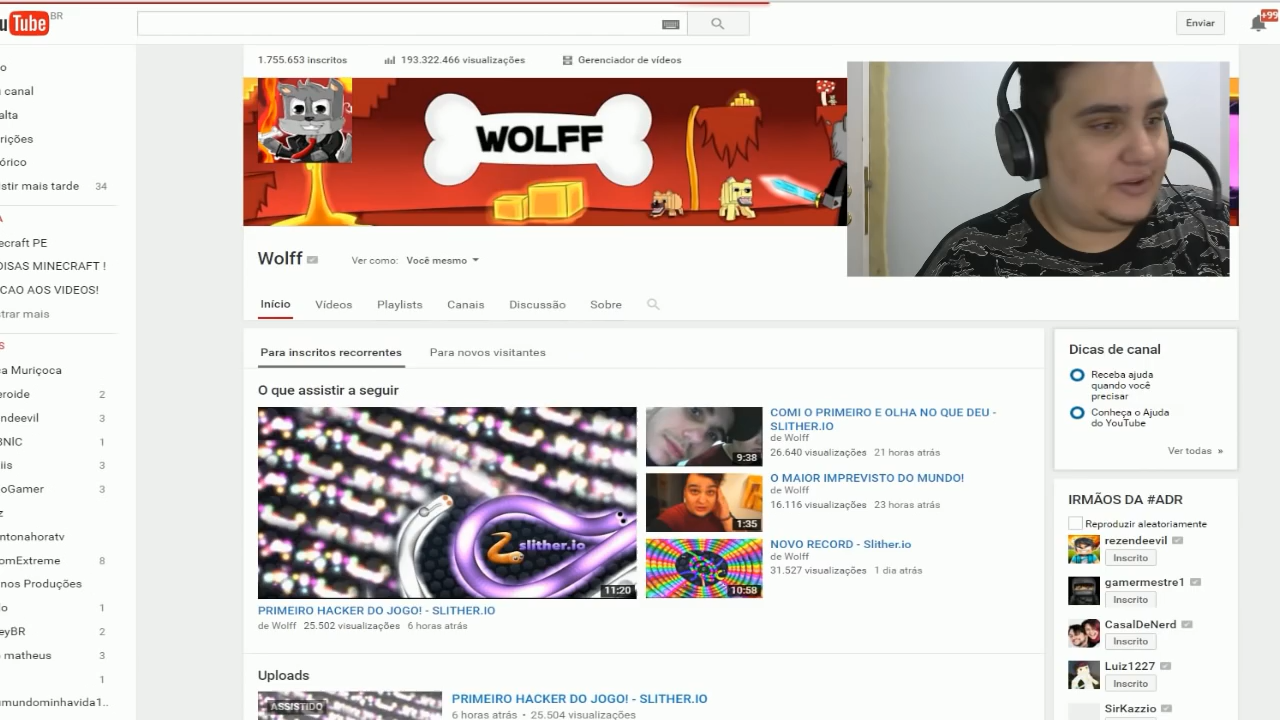 uTube BR
Enviar
+99
1.755.653 inscritos
193.322.466 visualizações
Gerenciador de vídeos
WOLFF
Wolff
Ver como: Você mesmo
Início
Vídeos
Playlists
Canais
Discussão
Sobre
o
u canal
alta
rições
órico
stir mais tarde 34
A
ecraft PE
OISAS MINECRAFT !
CAO AOS VIDEOS!
strar mais
S
a Muriçoca
eroide 2
ndeevil 3
BNIC 1
iis 3
oGamer 3
z
ntonahoratv
omExtreme 8
nos Produções
o 1
eyBR 2
matheus 3
1
umundominhavida1..
Para inscritos recorrentes
Para novos visitantes
O que assistir a seguir
slither.io
11:20
PRIMEIRO HACKER DO JOGO! - SLITHER.IO
de Wolff 25.502 visualizações 6 horas atrás
9:38
COMI O PRIMEIRO E OLHA NO QUE DEU -
SLITHER.IO
de Wolff
26.640 visualizações 21 horas atrás
1:35
O MAIOR IMPREVISTO DO MUNDO!
de Wolff
16.116 visualizações 23 horas atrás
10:58
NOVO RECORD - Slither.io
de Wolff
31.527 visualizações 1 dia atrás
Uploads
ASSISTIDO
PRIMEIRO HACKER DO JOGO! - SLITHER.IO
6 horas atrás • 25.504 visualizações
Dicas de canal
Receba ajuda
quando você
precisar
Conheça o Ajuda
do YouTube
Ver todas »
IRMÃOS DA #ADR
Reproduzir aleatoriamente
rezendeevil
Inscrito
gamermestre1
Inscrito
CasalDeNerd
Inscrito
Luiz1227
Inscrito
SirKazzio